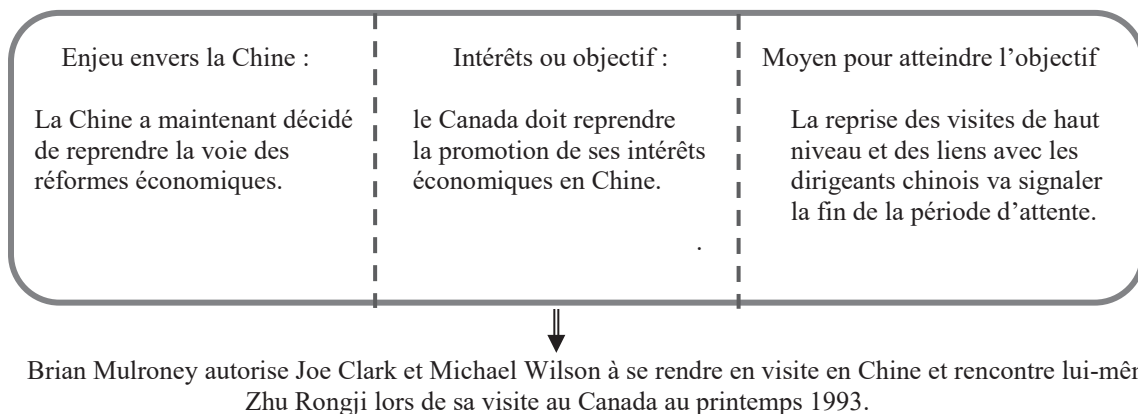 Enjeu envers la Chine :
La Chine a maintenant décidé
de reprendre la voie des
réformes économiques.
Intérêts ou objectif :
le Canada doit reprendre
la promotion de ses intérêts
économiques en Chine.
.
Moyen pour atteindre l’objectif
La reprise des visites de haut
niveau et des liens avec les
dirigeants chinois va signaler
la fin de la période d’attente.
Brian Mulroney autorise Joe Clark et Michael Wilson à se rendre en visite en Chine et rencontre
Zhu Rongji lors de sa visite au Canada au printemps 1993.